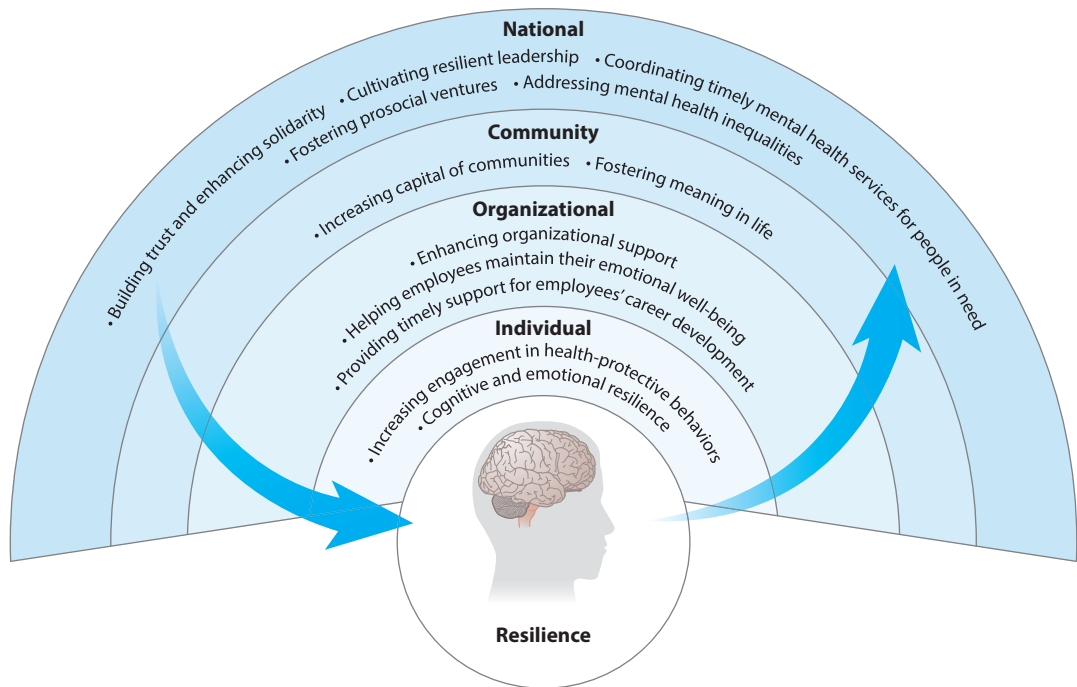 National
• Building trust and enhancing solidarity • Cultivating resilient leadership • Coordinating timely mental health services for people in need
• Fostering prosocial ventures • Addressing mental health inequalities
Community
• Increasing capital of communities • Fostering meaning in life
Organizational
• Enhancing organizational support
• Helping employees maintain their emotional well-being
• Providing timely support for employees’ career development
Individual
• Increasing engagement in health-protective behaviors
• Cognitive and emotional resilience
Resilience